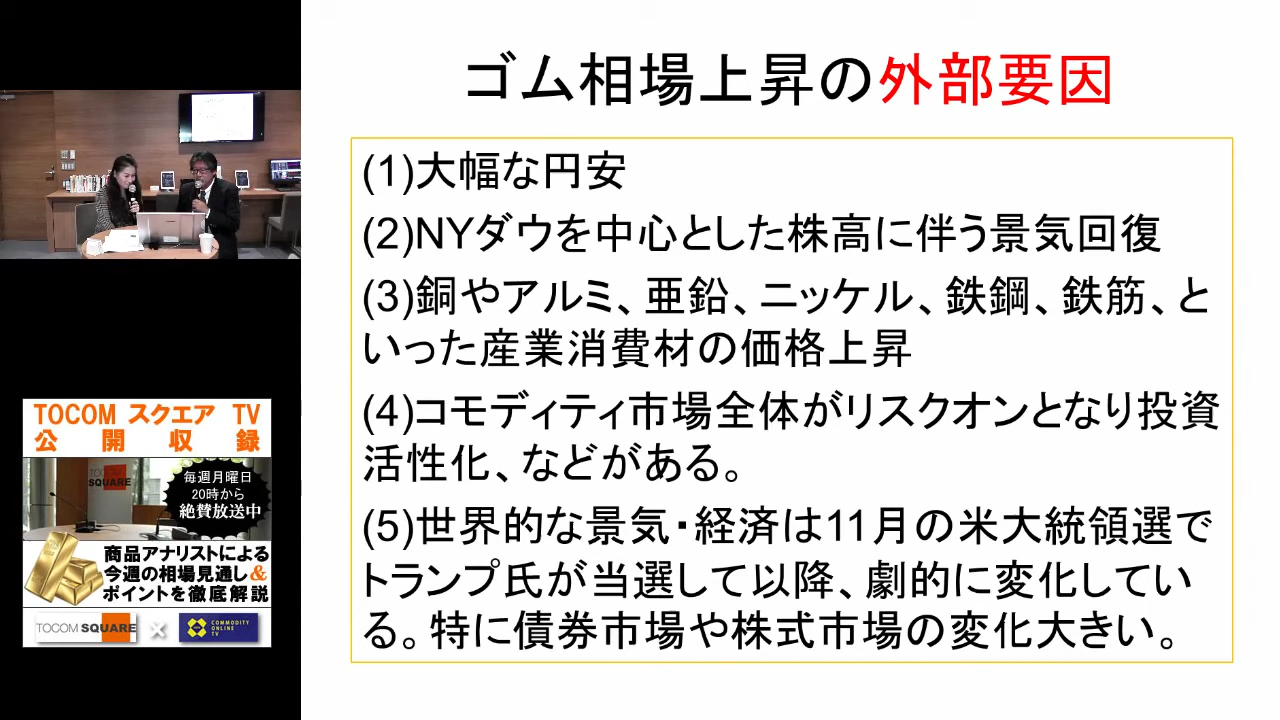 ゴム相場上昇の外部要因
(1)大幅な円安
(2)NYダウを中心とした株高に伴う景気回復
(3)銅やアルミ、亜鉛、ニッケル、鉄鋼、鉄筋、と
いった産業消費材の価格上昇
(4)コモディティ市場全体がリスクオンとなり投資
活性化、などがある。
(5)世界的な景気・経済は11月の米大統領選で
トランプ氏が当選して以降、劇的に変化してい
る。特に債券市場や株式市場の変化大きい。
TOCOM スクエア TV
公開収録
TOCOM
SQUARE
毎週月曜日
20時から
絶賛放送中
商品アナリストによる
今週の相場見通し&
ポイントを徹底解説
TOCOM SQUARE × COMMODITY
ONLINE
TV